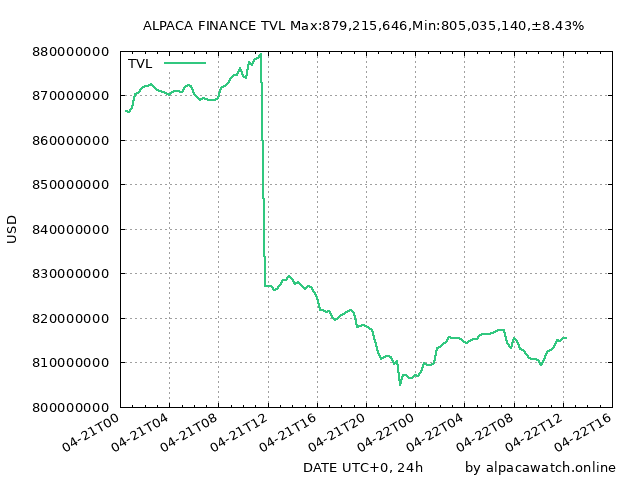 ALPACA FINANCE TVL Max:879,215,646,Min:805,035,140,±8.43%
TVL
880000000
870000000
860000000
850000000
840000000
830000000
820000000
810000000
800000000
USD
04-21T00
04-21T04
04-21T08
04-21T12
04-21T16
04-21T20
04-22T00
04-22T04
04-22T08
04-22T12
04-22T16
DATE UTC+0, 24h
by alpacawatch.online